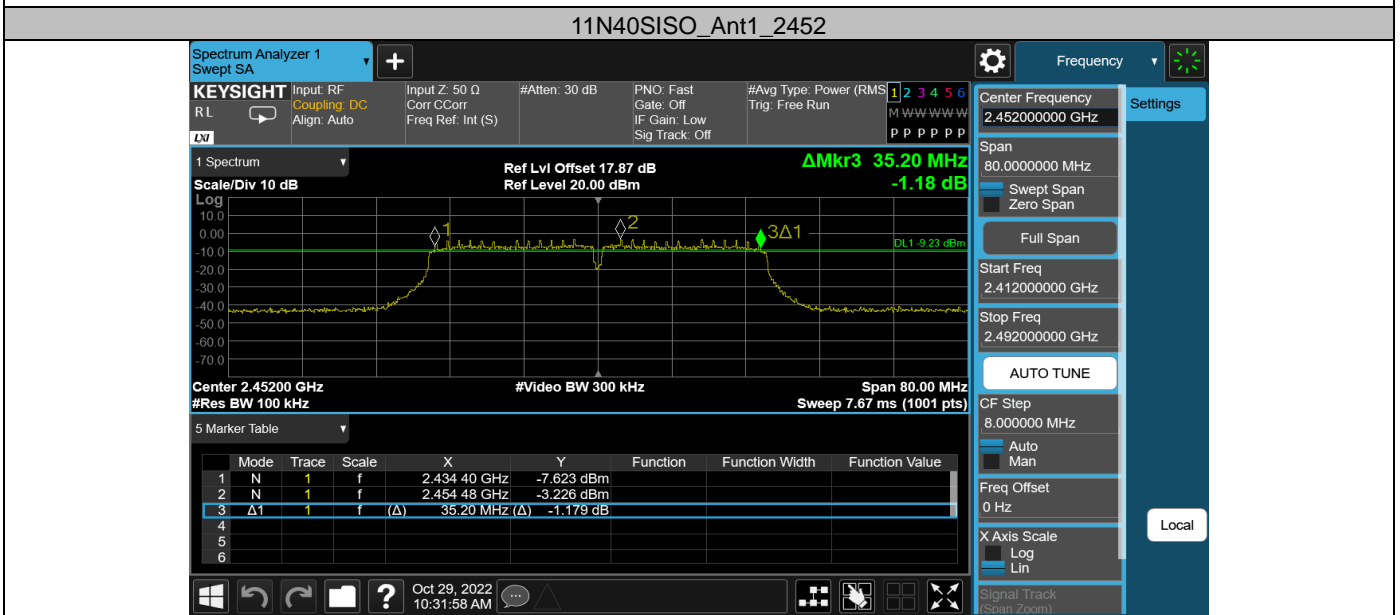 11N40SISO_Ant1_2452
Spectrum Analyzer 1
Swept SA
Frequency
KEYSIGHT
RL
LXI
Input: RF
Coupling: DC
Align: Auto
Input Z: 50 Ω
Corr CCorr
Freq Ref: Int (S)
#Atten: 30 dB
PNO: Fast
Gate: Off
IF Gain: Low
Sig Track: Off
#Avg Type: Power (RMS
Trig: Free Run
1 2 3 4 5 6
M W W W W W
P P P P P P
1 Spectrum
Scale/Div 10 dB
Ref Lvl Offset 17.87 dB
Ref Level 20.00 dBm
ΔMkr3 35.20 MHz
-1.18 dB
Log
10.0
0.00
-10.0
-20.0
-30.0
-40.0
-50.0
-60.0
-70.0
1
2
3Δ1
DL1 -9.23 dBm
Center 2.45200 GHz
#Video BW 300 kHz
Span 80.00 MHz
#Res BW 100 kHz
Sweep 7.67 ms (1001 pts)
5 Marker Table
Mode Trace Scale X Y Function Function Width Function Value
1 N 1 f 2.434 40 GHz -7.623 dBm
2 N 1 f 2.454 48 GHz -3.226 dBm
3 Δ1 1 f (Δ) 35.20 MHz (Δ) -1.179 dB
4
5
6
Oct 29, 2022
10:31:58 AM
?
Center Frequency
2.452000000 GHz
Settings
Span
80.0000000 MHz
Swept Span
Zero Span
Full Span
Start Freq
2.412000000 GHz
Stop Freq
2.492000000 GHz
AUTO TUNE
CF Step
8.000000 MHz
Auto
Man
Freq Offset
0 Hz
X Axis Scale
Log
Lin
Local
Signal Track
(Span Zoom)